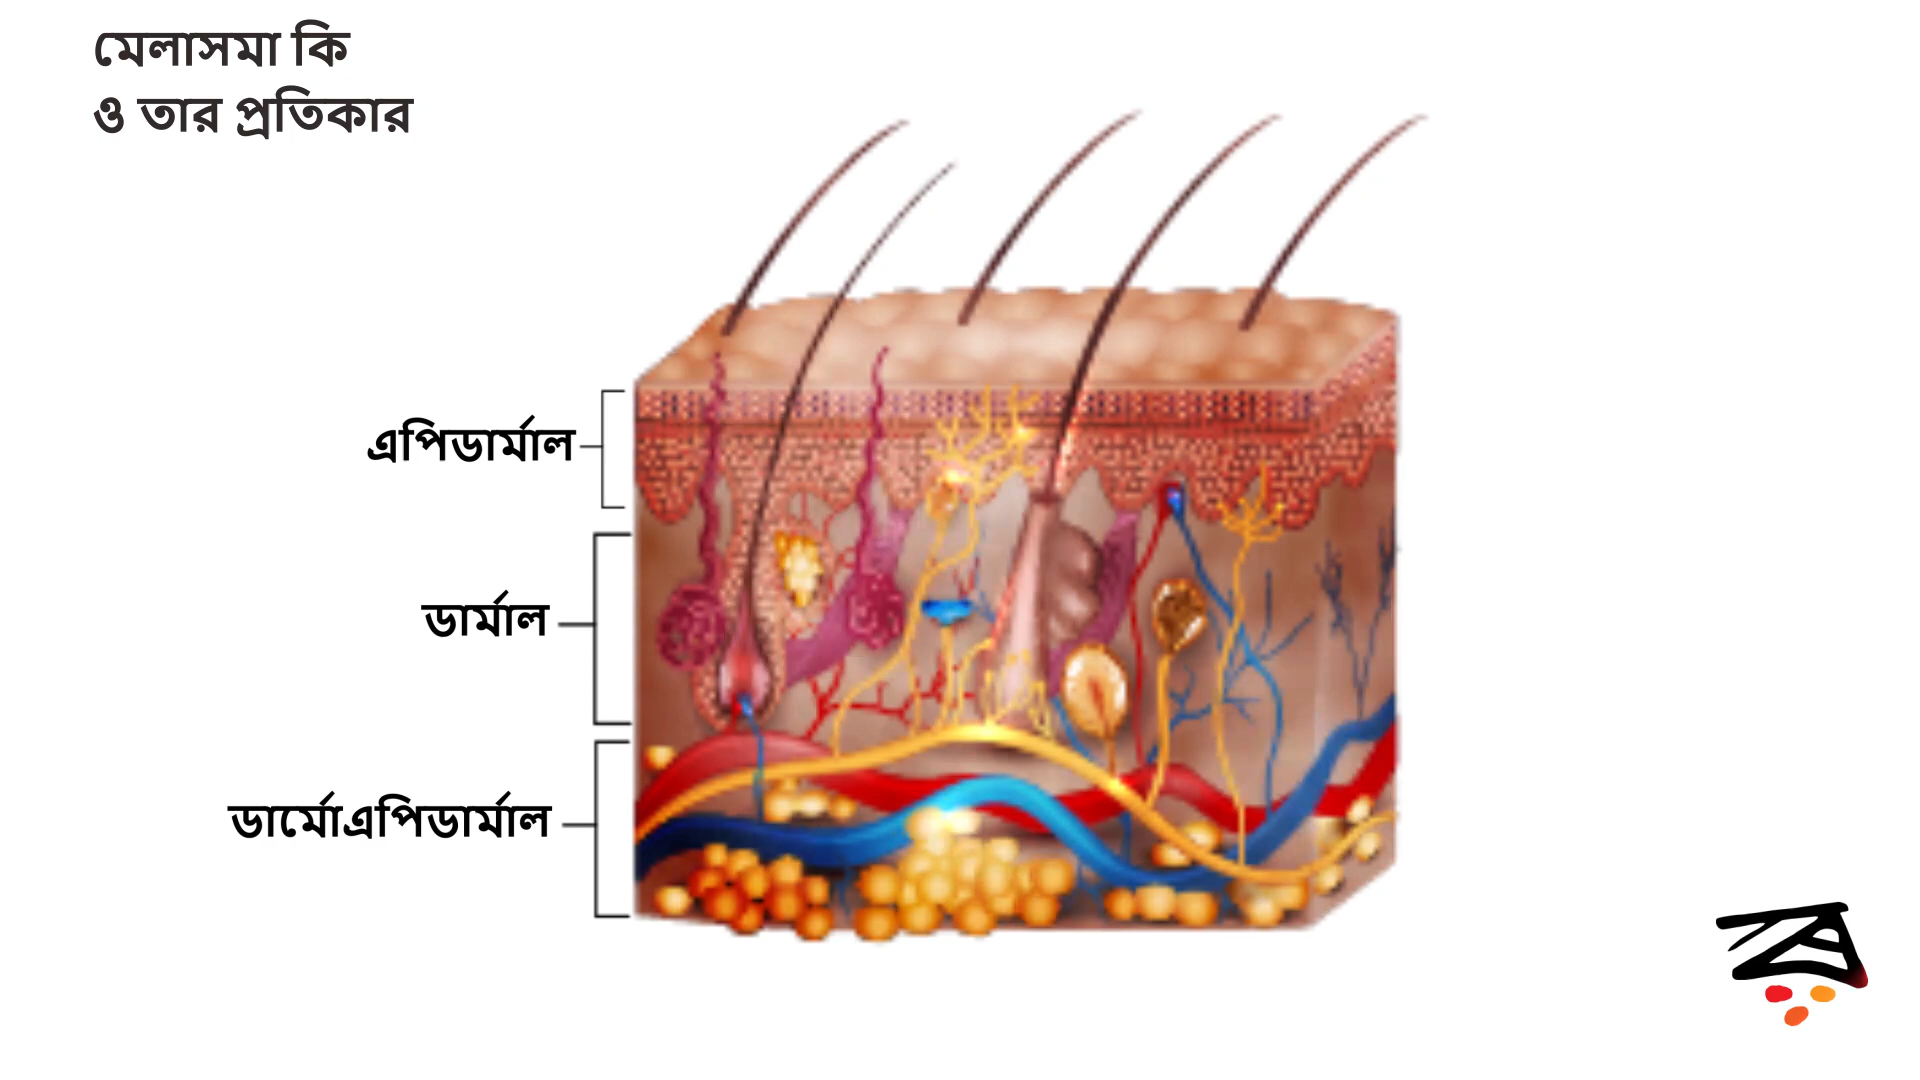 মেলাসমা কি
ও তার প্রতিকার
এপিডার্মাল
ডার্মাল
ডার্মোএপিডার্মাল